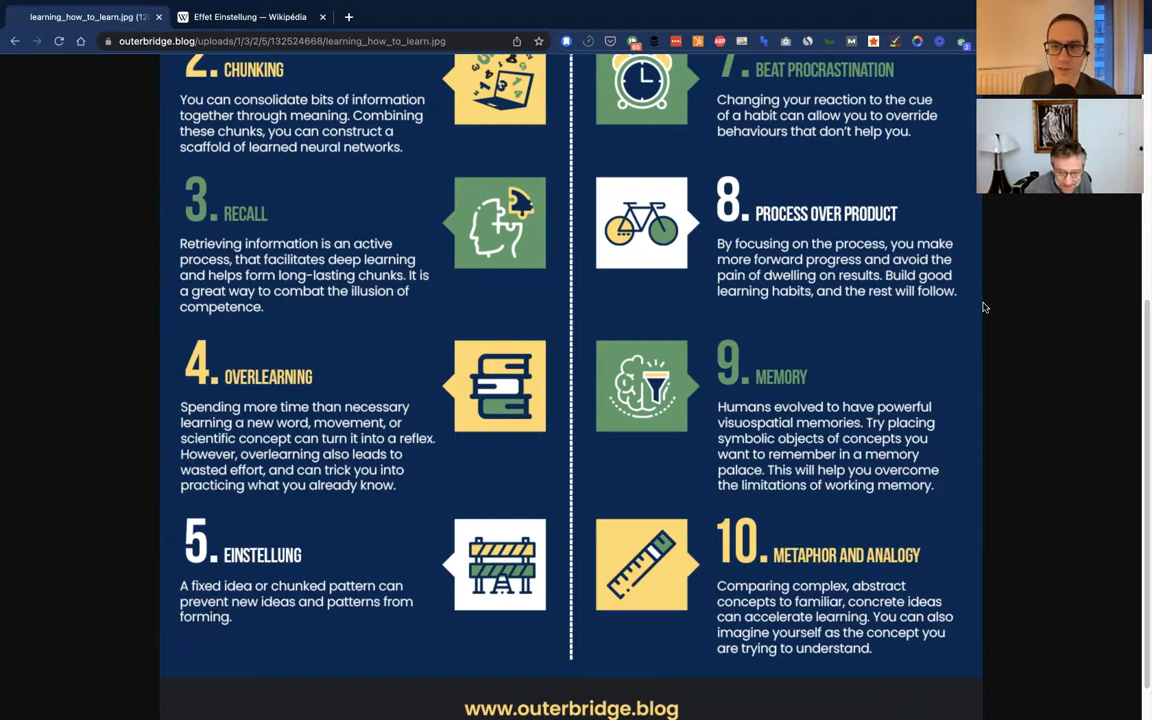 learning_how_to_learn.jpg (12
Effet Einstellung — Wikipédia
outerbridge.blog/uploads/1/3/2/5/132524668/learning_how_to_learn.jpg
2. CHUNKING
You can consolidate bits of information
together through meaning. Combining
these chunks, you can construct a
scaffold of learned neural networks.
3. RECALL
Retrieving information is an active
process, that facilitates deep learning
and helps form long-lasting chunks. It is
a great way to combat the illusion of
competence.
4. OVERLEARNING
Spending more time than necessary
learning a new word, movement, or
scientific concept can turn it into a reflex.
However, overlearning also leads to
wasted effort, and can trick you into
practicing what you already know.
5. EINSTELLUNG
A fixed idea or chunked pattern can
prevent new ideas and patterns from
forming.
7. BEAT PROCRASTINATION
Changing your reaction to the cue
of a habit can allow you to override
behaviours that don't help you.
8. PROCESS OVER PRODUCT
By focusing on the process, you make
more forward progress and avoid the
pain of dwelling on results. Build good
learning habits, and the rest will follow.
9. MEMORY
Humans evolved to have powerful
visuospatial memories. Try placing
symbolic objects of concepts you
want to remember in a memory
palace. This will help you overcome
the limitations of working memory.
10. METAPHOR AND ANALOGY
Comparing complex, abstract
concepts to familiar, concrete ideas
can accelerate learning. You can also
imagine yourself as the concept you
are trying to understand.
www.outerbridge.blog